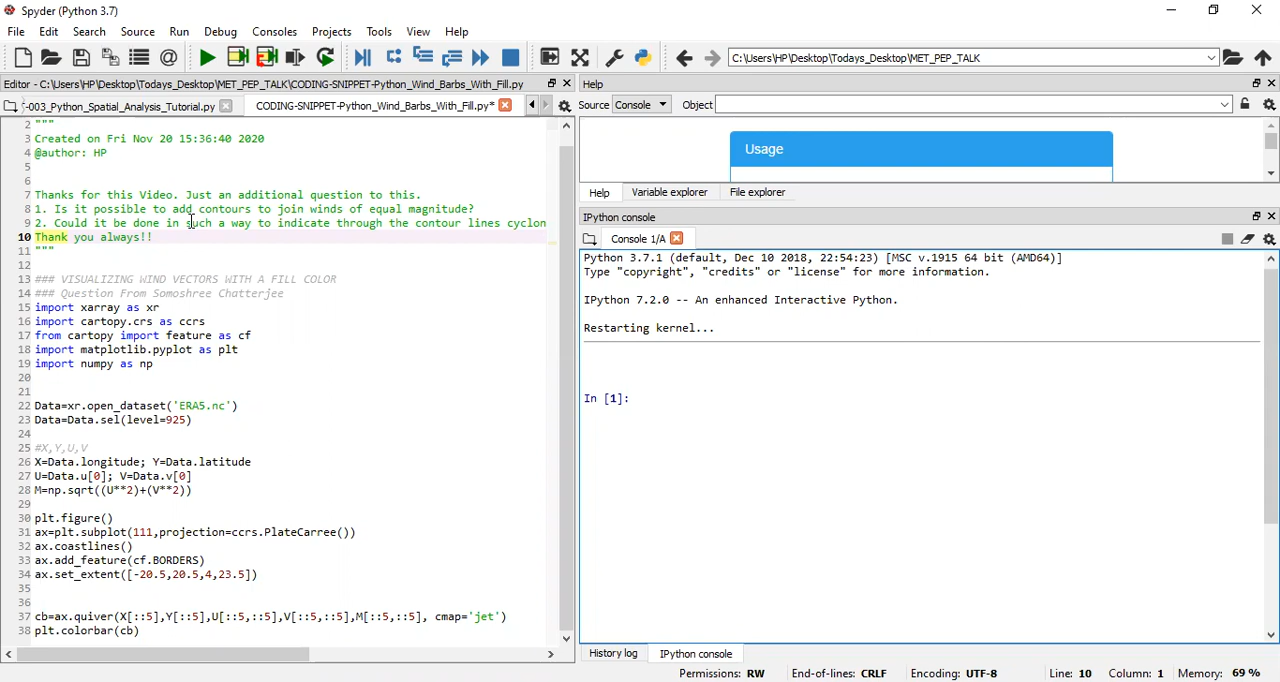 Spyder (Python 3.7)
File Edit Search Source Run Debug Consoles Projects Tools View Help
C:\Users\HP\Desktop\Todays_Desktop\MET_PEP_TALK
Editor - C:\Users\HP\Desktop\Todays_Desktop\MET_PEP_TALK\CODING-SNIPPET-Python_Wind_Barbs_With_Fill.py
-003_Python_Spatial_Analysis_Tutorial.py CODING-SNIPPET-Python_Wind_Barbs_With_Fill.py*
2 """
3 Created on Fri Nov 20 15:36:40 2020
4 @author: HP
5
6
7 Thanks for this Video. Just an additional question to this.
8 1. Is it possible to add contours to join winds of equal magnitude?
9 2. Could it be done in such a way to indicate through the contour lines cyclon
10 Thank you always!!
11 """
12
13 ### VISUALIZING WIND VECTORS WITH A FILL COLOR
14 ### Question From Somoshree Chatterjee
15 import xarray as xr
16 import cartopy.crs as ccrs
17 from cartopy import feature as cf
18 import matplotlib.pyplot as plt
19 import numpy as np
20
21
22 Data=xr.open_dataset('ERA5.nc')
23 Data=Data.sel(level=925)
24
25 #X,Y,U,V
26 X=Data.longitude; Y=Data.latitude
27 U=Data.u[0]; V=Data.v[0]
28 M=np.sqrt((U**2)+(V**2))
29
30 plt.figure()
31 ax=plt.subplot(111,projection=ccrs.PlateCarree())
32 ax.coastlines()
33 ax.add_feature(cf.BORDERS)
34 ax.set_extent([-20.5,20.5,4,23.5])
35
36
37 cb=ax.quiver(X[::5],Y[::5],U[::5,::5],V[::5,::5],M[::5,::5], cmap='jet')
38 plt.colorbar(cb)
Help
Source Console Object
Usage
Help Variable explorer File explorer
IPython console
Console 1/A
Python 3.7.1 (default, Dec 10 2018, 22:54:23) [MSC v.1915 64 bit (AMD64)]
Type "copyright", "credits" or "license" for more information.
IPython 7.2.0 -- An enhanced Interactive Python.
Restarting kernel...
In [1]:
History log IPython console
Permissions: RW End-of-lines: CRLF Encoding: UTF-8 Line: 10 Column: 1 Memory: 69 %